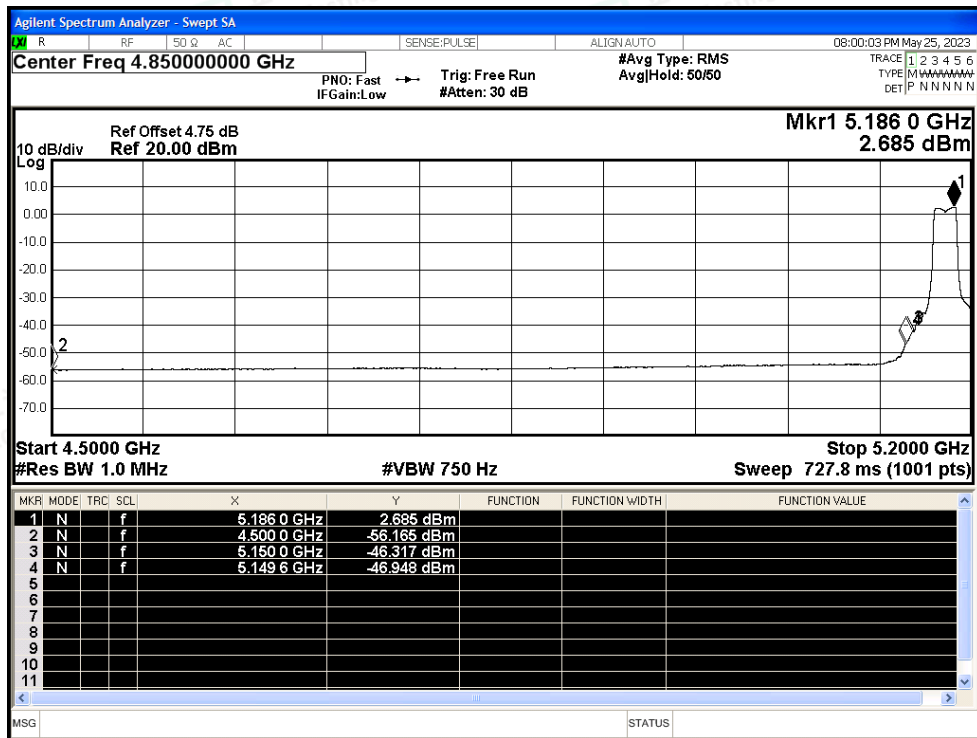 Agilent Spectrum Analyzer - Swept SA
LXI R RF 50 Ω AC SENSE:PULSE ALIGN AUTO 08:00:03 PM May 25, 2023
Center Freq 4.850000000 GHz #Avg Type: RMS TRACE 1 2 3 4 5 6
PNO: Fast Trig: Free Run Avg|Hold: 50/50 TYPE M
IFGain:Low #Atten: 30 dB DET P N N N N N
Mkr1 5.186 0 GHz
Ref Offset 4.75 dB
10 dB/div Ref 20.00 dBm 2.685 dBm
Log
10.0
1
0.00
-10.0
-20.0
-30.0
-40.0
-50.0
2
-60.0
-70.0
Start 4.5000 GHz Stop 5.2000 GHz
#Res BW 1.0 MHz #VBW 750 Hz Sweep 727.8 ms (1001 pts)
MKR MODE TRC SCL X Y FUNCTION FUNCTION WIDTH FUNCTION VALUE
1 N f 5.186 0 GHz 2.685 dBm
2 N f 4.500 0 GHz -56.165 dBm
3 N f 5.150 0 GHz -46.317 dBm
4 N f 5.149 6 GHz -46.948 dBm
5
6
7
8
9
10
11
MSG STATUS